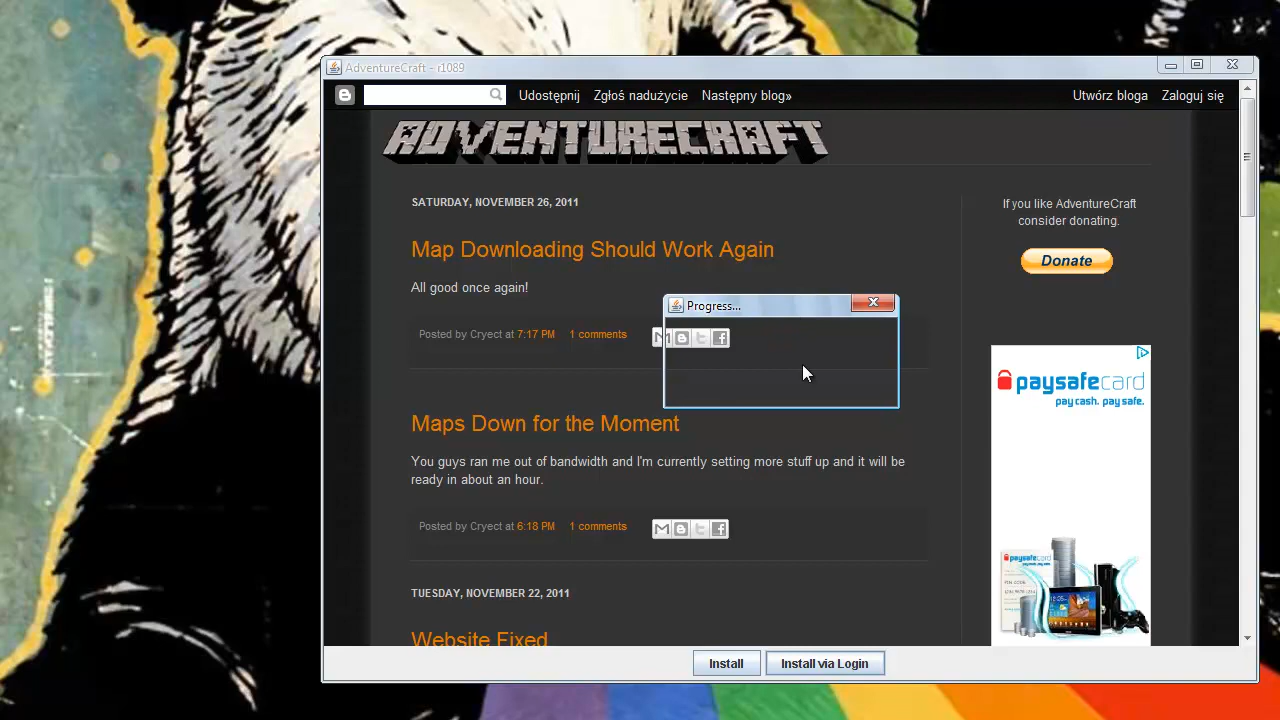 AdventureCraft - r1089
Udostępnij Zgłoś nadużycie Następny blog» Utwórz bloga Zaloguj się
ADVENTURECRAFT
SATURDAY, NOVEMBER 26, 2011
Map Downloading Should Work Again
All good once again!
Posted by Cryect at 7:17 PM 1 comments
Progress...
Maps Down for the Moment
You guys ran me out of bandwidth and I'm currently setting more stuff up and it will be
ready in about an hour.
Posted by Cryect at 6:18 PM 1 comments
TUESDAY, NOVEMBER 22, 2011
Website Fixed
If you like AdventureCraft
consider donating.
Donate
paysafecard
pay cash. pay safe.
paysafecard
Install Install via Login